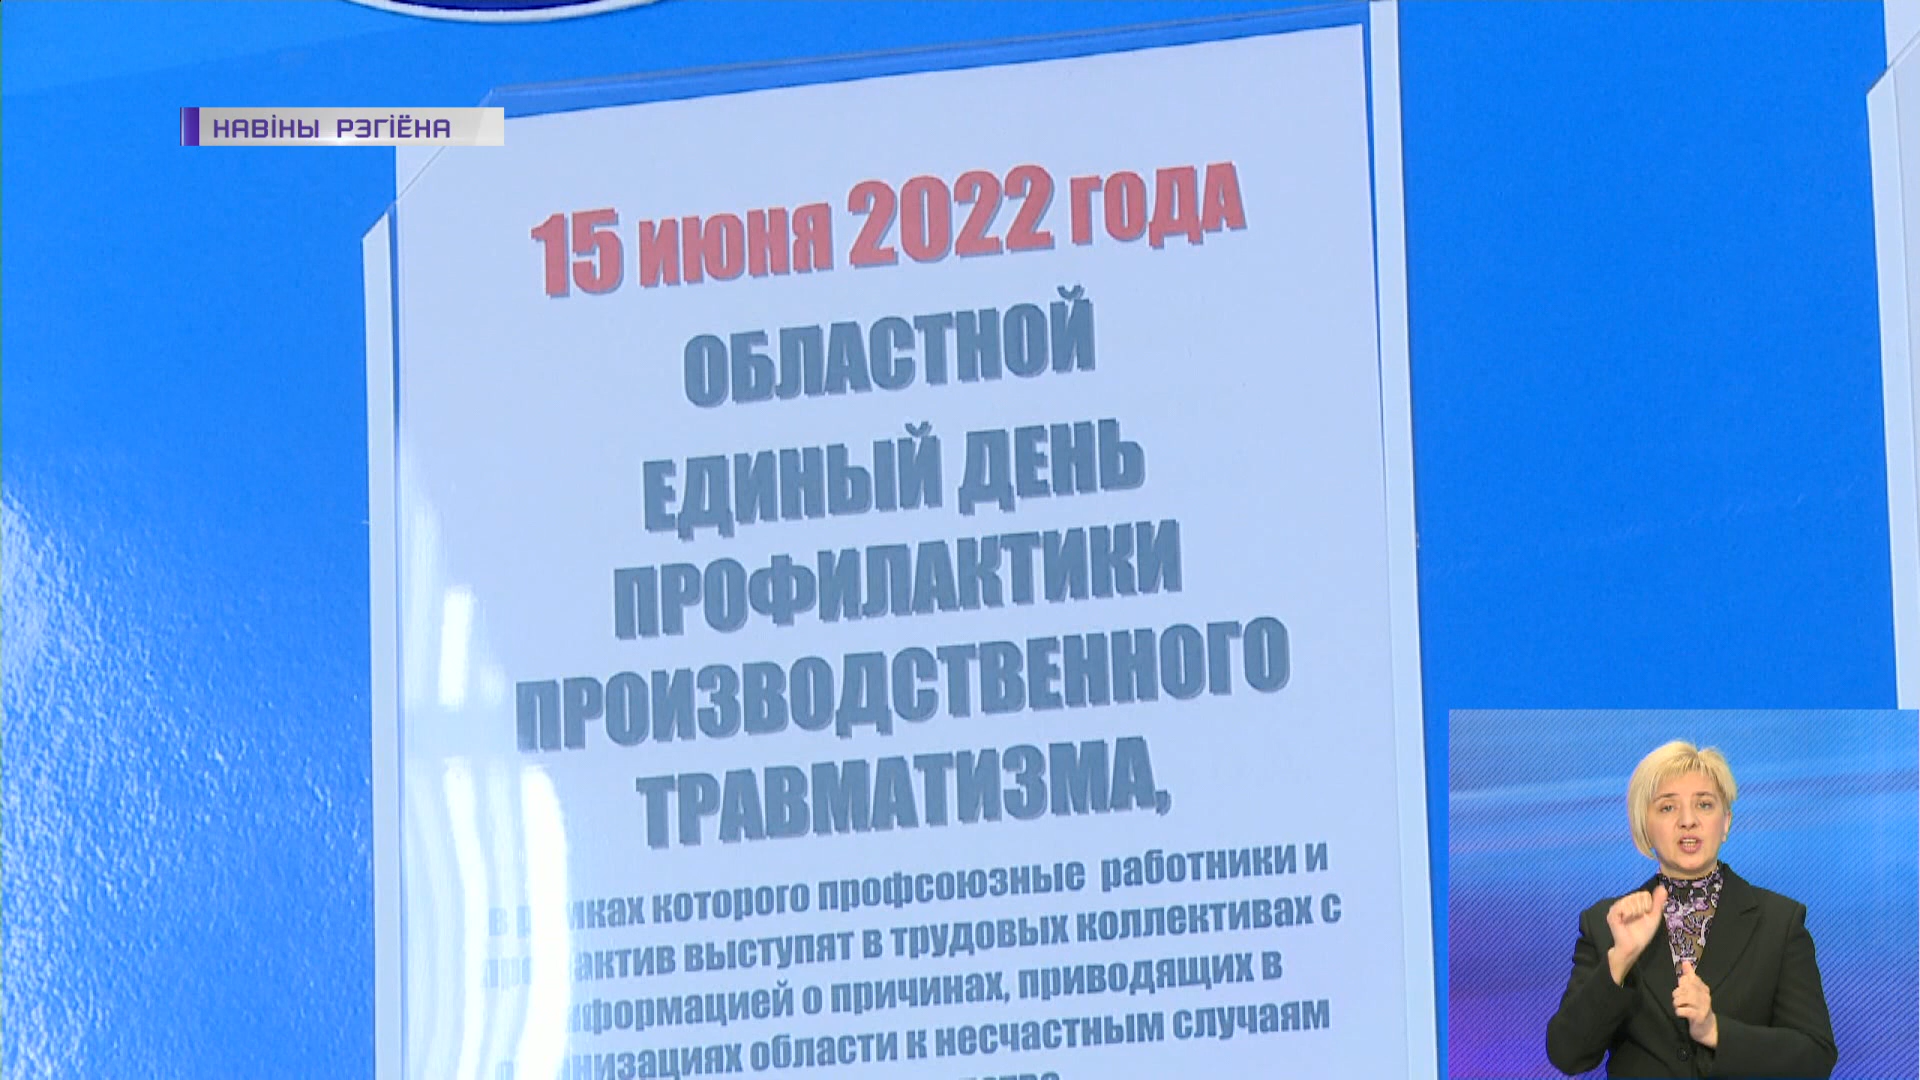 НАВІНЫ РЭГІЁНА
15 ИЮНЯ 2022 ГОДА
ОБЛАСТНОЙ
ЕДИНЫЙ ДЕНЬ
ПРОФИЛАКТИКИ
ПРОИЗВОДСТВЕННОГО
ТРАВМАТИЗМА,
в рамках которого профсоюзные работники и
выступят в трудовых коллективах с
информацией о причинах, приводящих в
организациях области к несчастным случаям